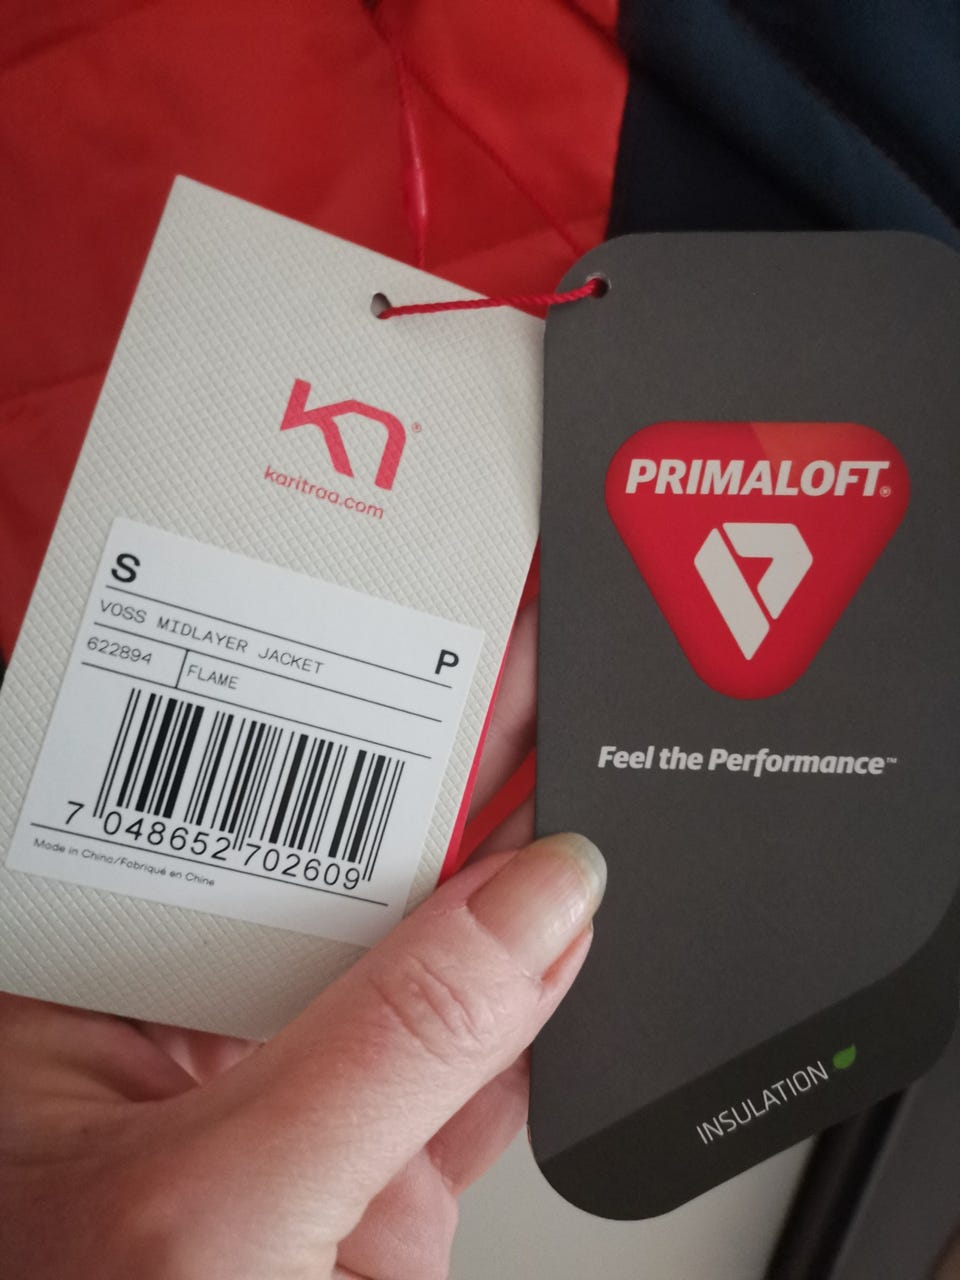 karitraa.com
S
VOSS MIDLAYER JACKET
P
622894
FLAME
7 048652 702609
Made in China/Fabriqué en Chine
PRIMALOFT®
Feel the Performance™
INSULATION